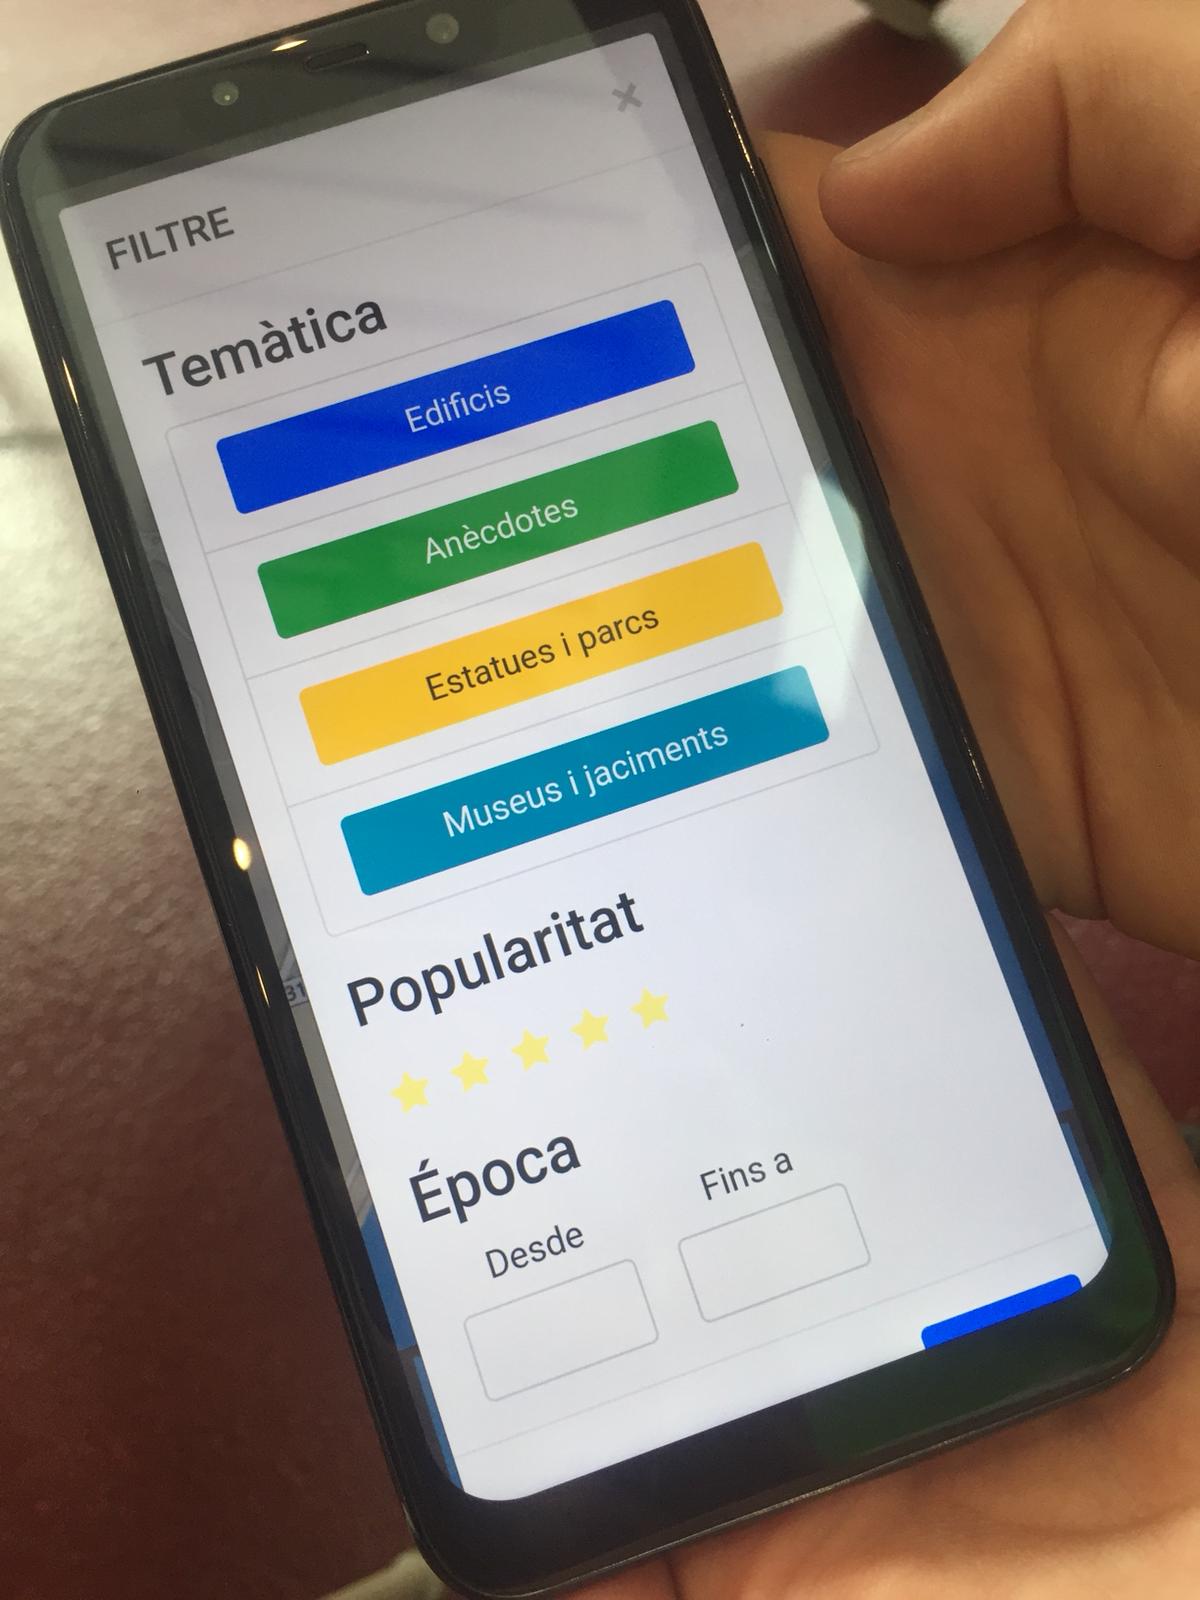 FILTRE
Temàtica
Edificis
Anècdotes
Estatues i parcs
Museus i jaciments
Popularitat
Època
Desde
Fins a